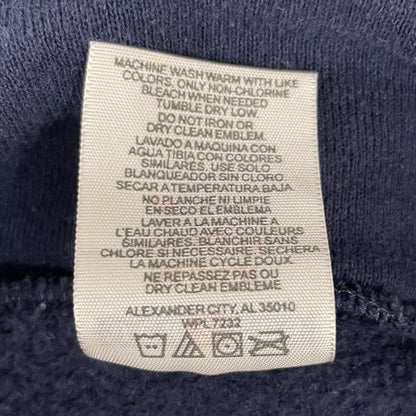 MACHINE WASH WARM WITH LIKE
COLORS. ONLY NON-CHLORINE
BLEACH WHEN NEEDED
TUMBLE DRY LOW
DO NOT IRON OR
DRY CLEAN EMBLEM
LAVADO A MAQUINA CON
AGUA TIBIA CON COLORES
SIMILARES. USE SOLO
BLANQUEADOR SIN CLORO.
SECAR A TEMPERATURA BAJA
NO PLANCHE NI LIMPIE
EN SECO EL EMBLEMA
LAVER A LA MACHINE A
L'EAU CHAUD AVEC COULEURS
SIMILAIRES. BLANCHIR SANS
CHLORE SI NECESSAIRE. SECHERA
LA MACHINE CYCLE DOUX
NE REPASSEZ PAS OU
DRY CLEAN EMBLEME
ALEXANDER CITY, AL 35010
WPL7232